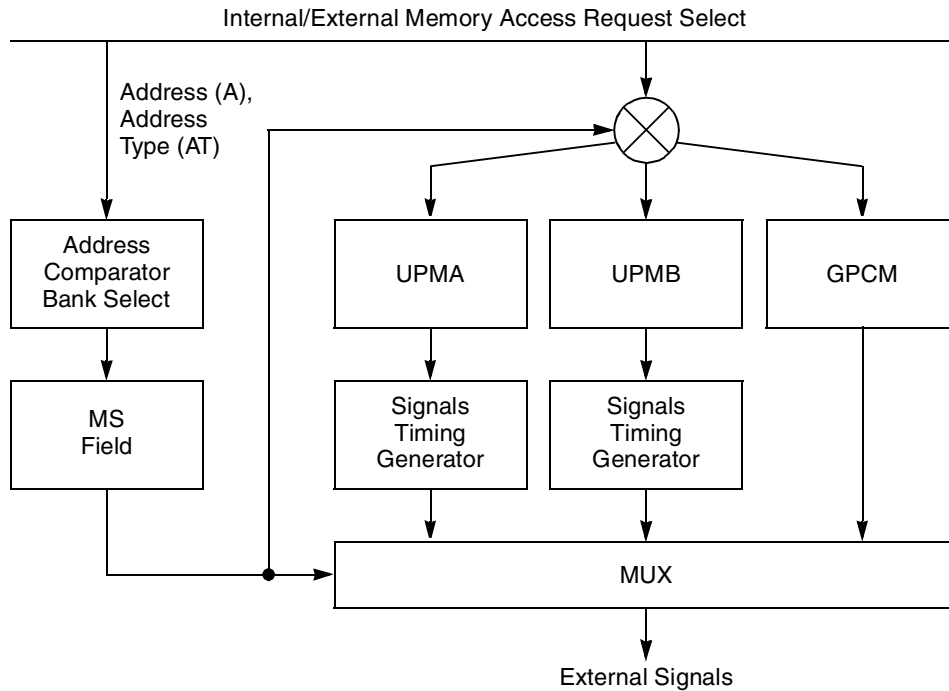 Internal/External Memory Access Request Select
Address (A),
Address
Type (AT)
Address
Comparator
Bank Select
UPMA
UPMB
GPCM
MS
Field
Signals
Timing
Generator
Signals
Timing
Generator
MUX
External Signals